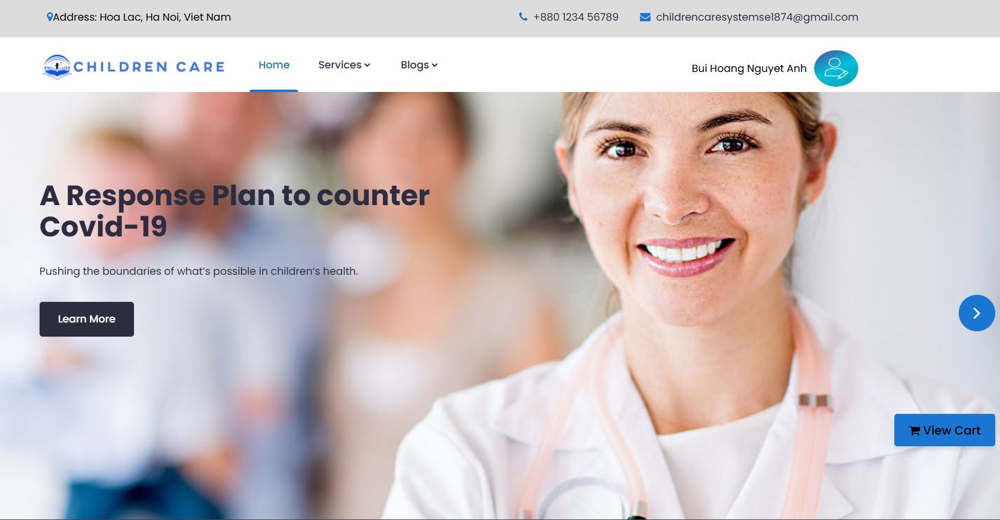 Address: Hoa Lac, Ha Noi, Viet Nam
+880 1234 56789
childrencaresystemse1874@gmail.com
CHILDREN CARE
Home
Services
Blogs
Bui Hoang Nguyet Anh
A Response Plan to counter
Covid-19
Pushing the boundaries of what's possible in children's health.
Learn More
View Cart